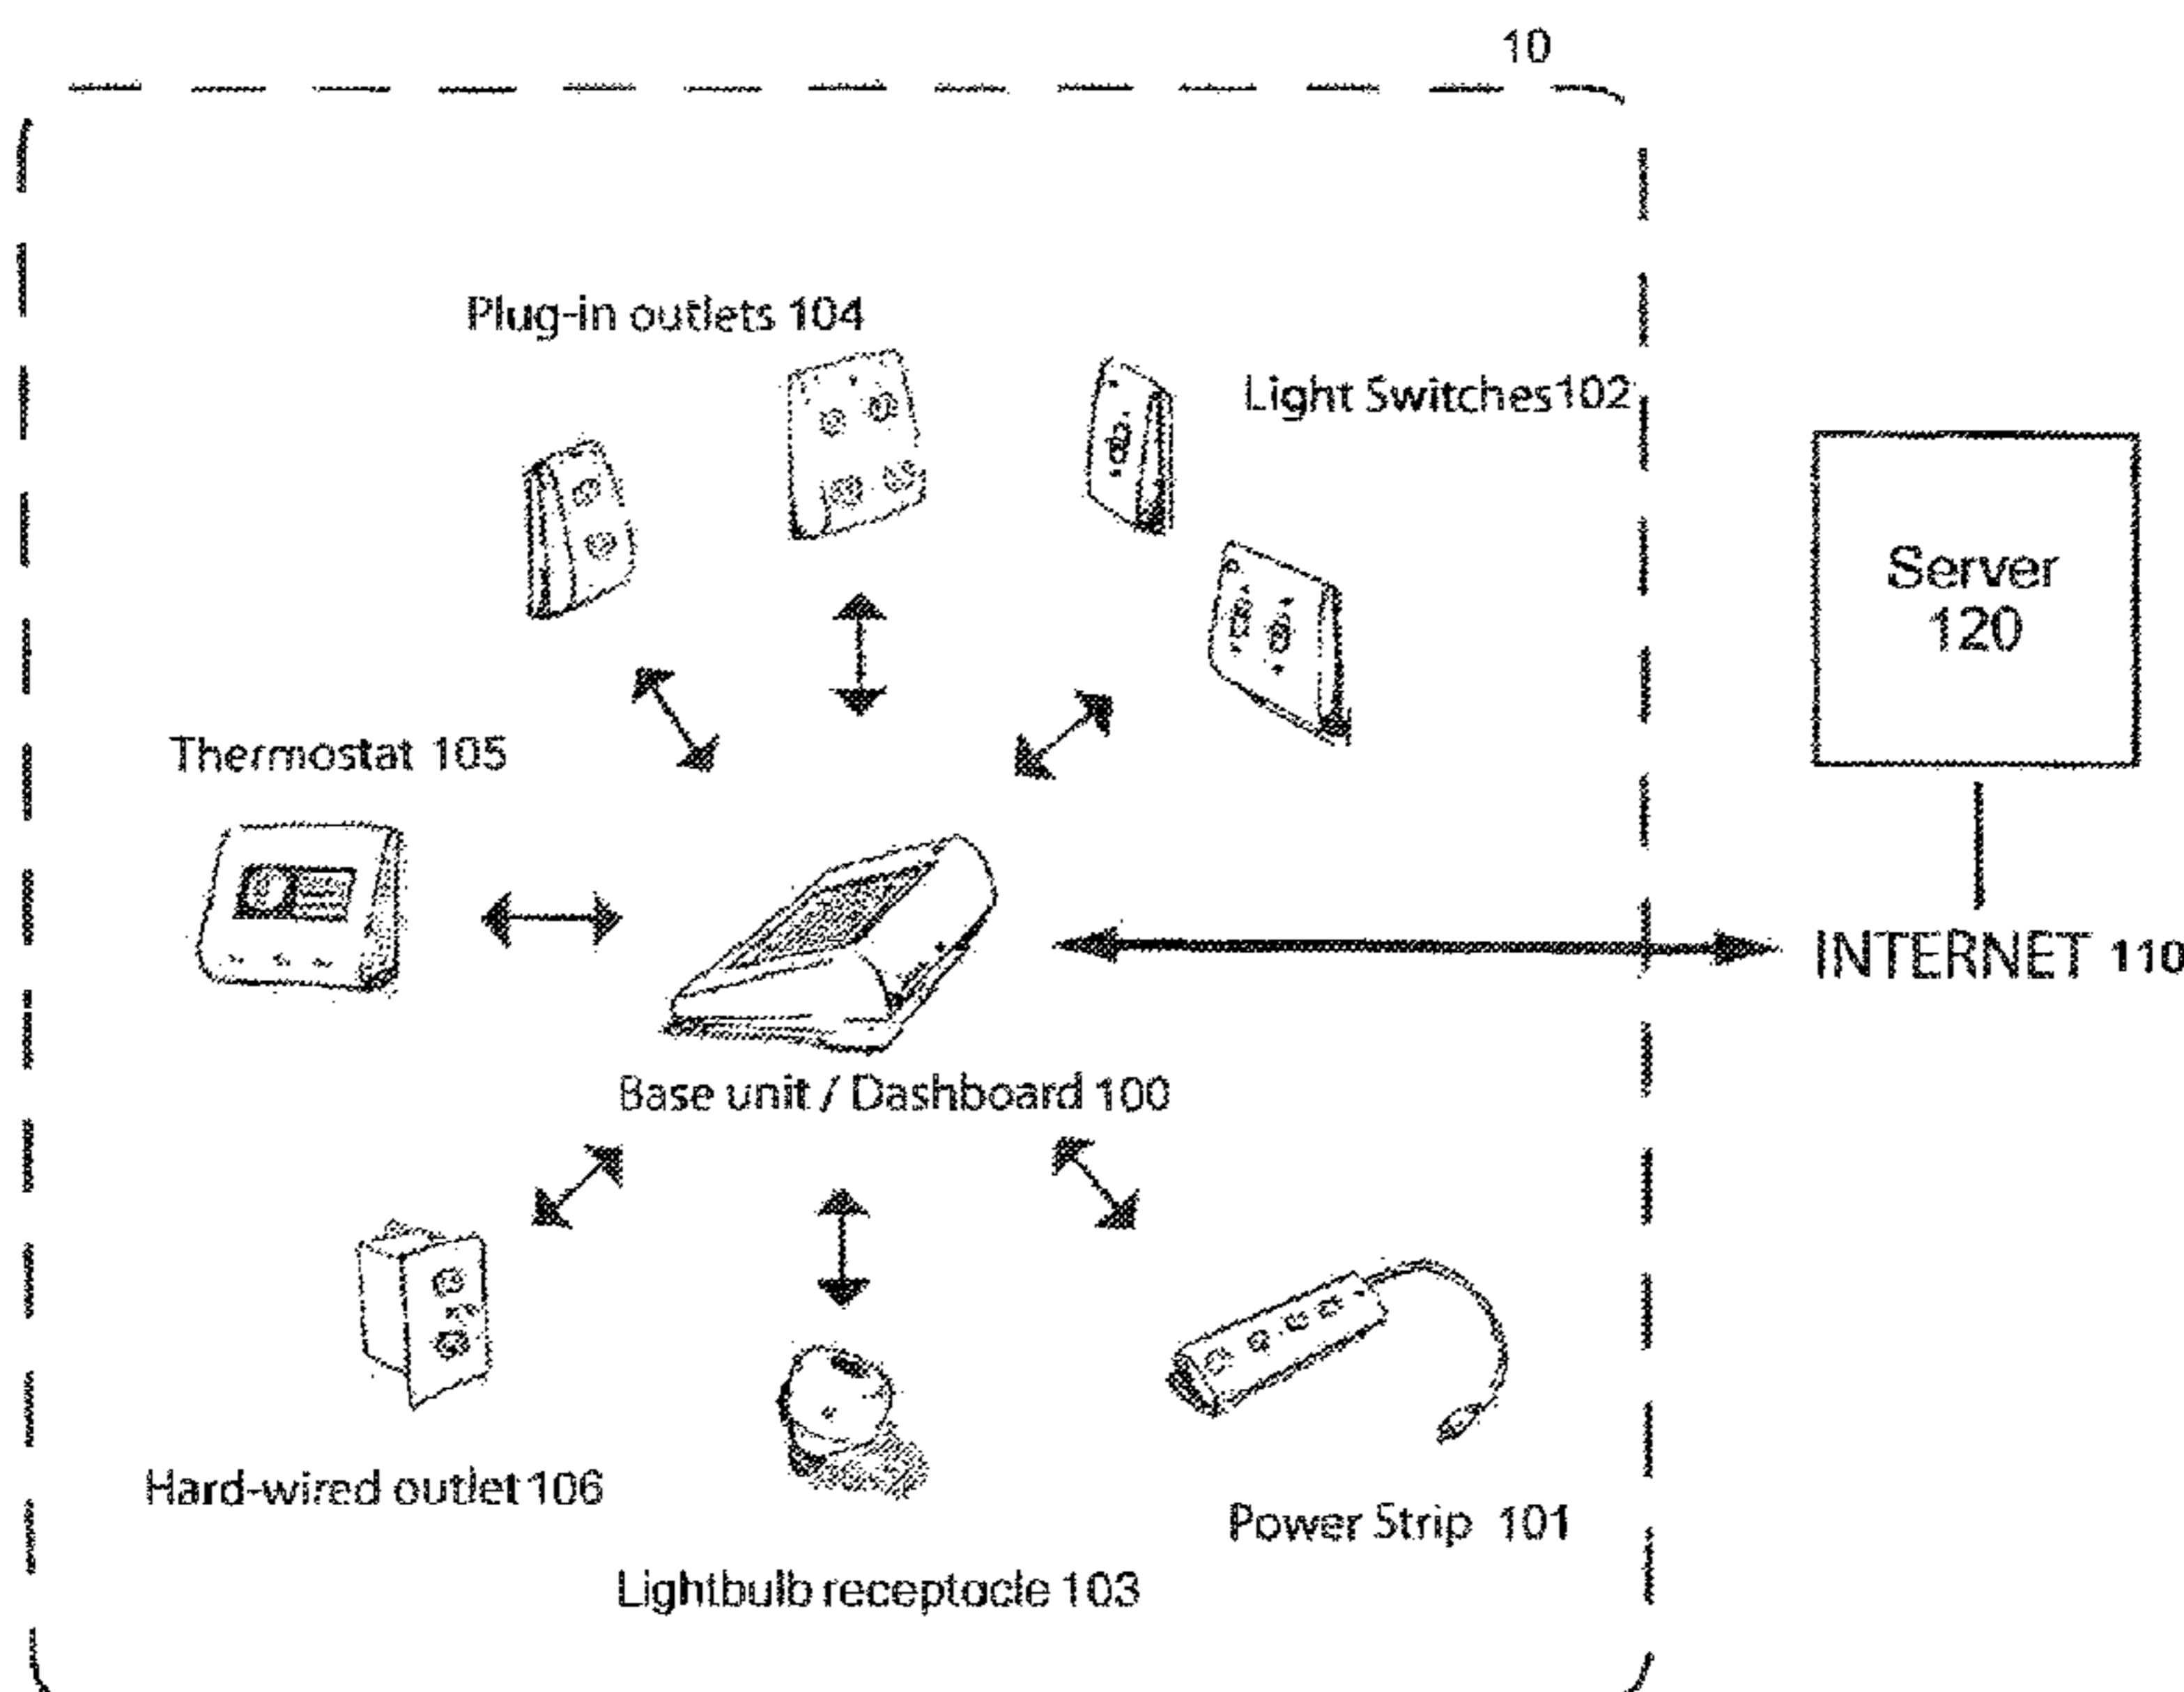 10
Plug-in outlets 104
Light Switches102
Server
120
Thermostat 105
INTERNET 110
Base unit / Dashboard 100
Hard-wired outlet 106
Power Strip 101
Lightbulb receptacle 103